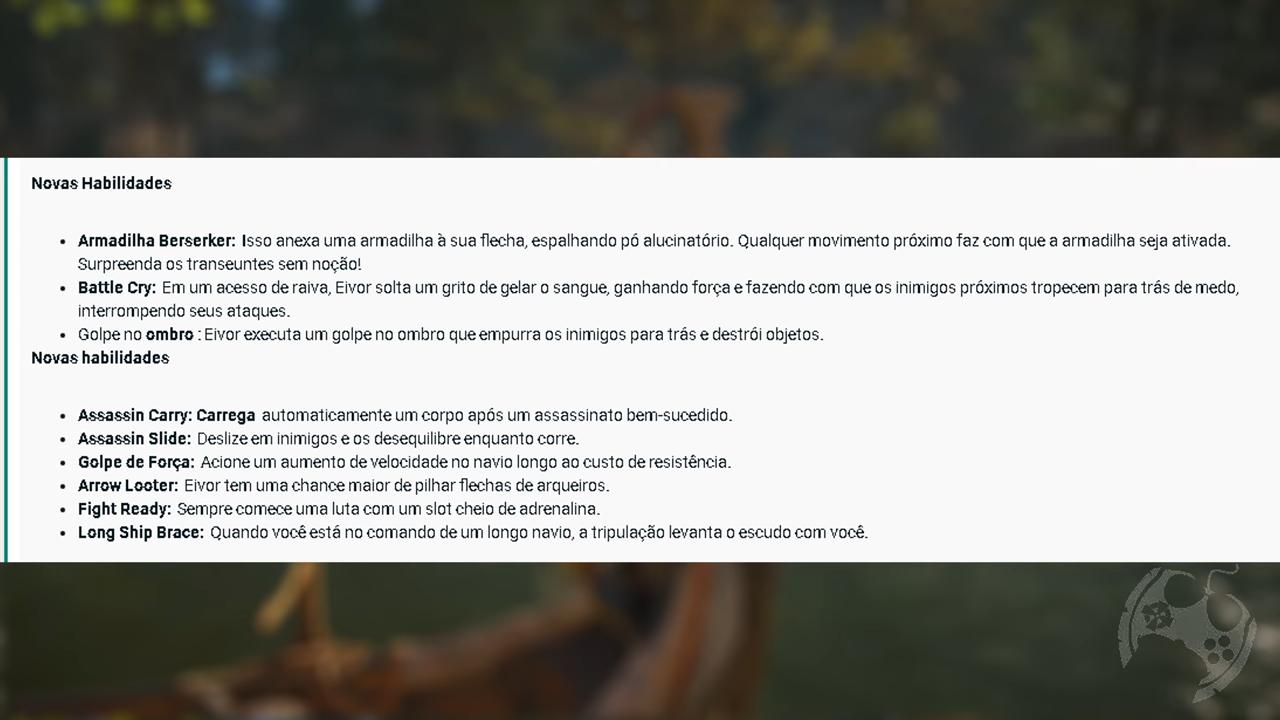 Novas Habilidades
Armadilha Berserker: Isso anexa uma armadilha à sua flecha, espalhando pó alucinatório. Qualquer movimento próximo faz com que a armadilha seja ativada.
Surpreenda os transeuntes sem noção!
Battle Cry: Em um acesso de raiva, Eivor solta um grito de gelar o sangue, ganhando força e fazendo com que os inimigos próximos tropecem para trás de medo,
interrompendo seus ataques.
Golpe no ombro : Eivor executa um golpe no ombro que empurra os inimigos para trás e destrói objetos.
Novas habilidades
Assassin Carry: Carrega automaticamente um corpo após um assassinato bem-sucedido.
Assassin Slide: Deslize em inimigos e os desequilibre enquanto corre.
Golpe de Força: Acione um aumento de velocidade no navio longo ao custo de resistência.
Arrow Looter: Eivor tem uma chance maior de pilhar flechas de arqueiros.
Fight Ready: Sempre comece uma luta com um slot cheio de adrenalina.
Long Ship Brace: Quando você está no comando de um longo navio, a tripulação levanta o escudo com você.